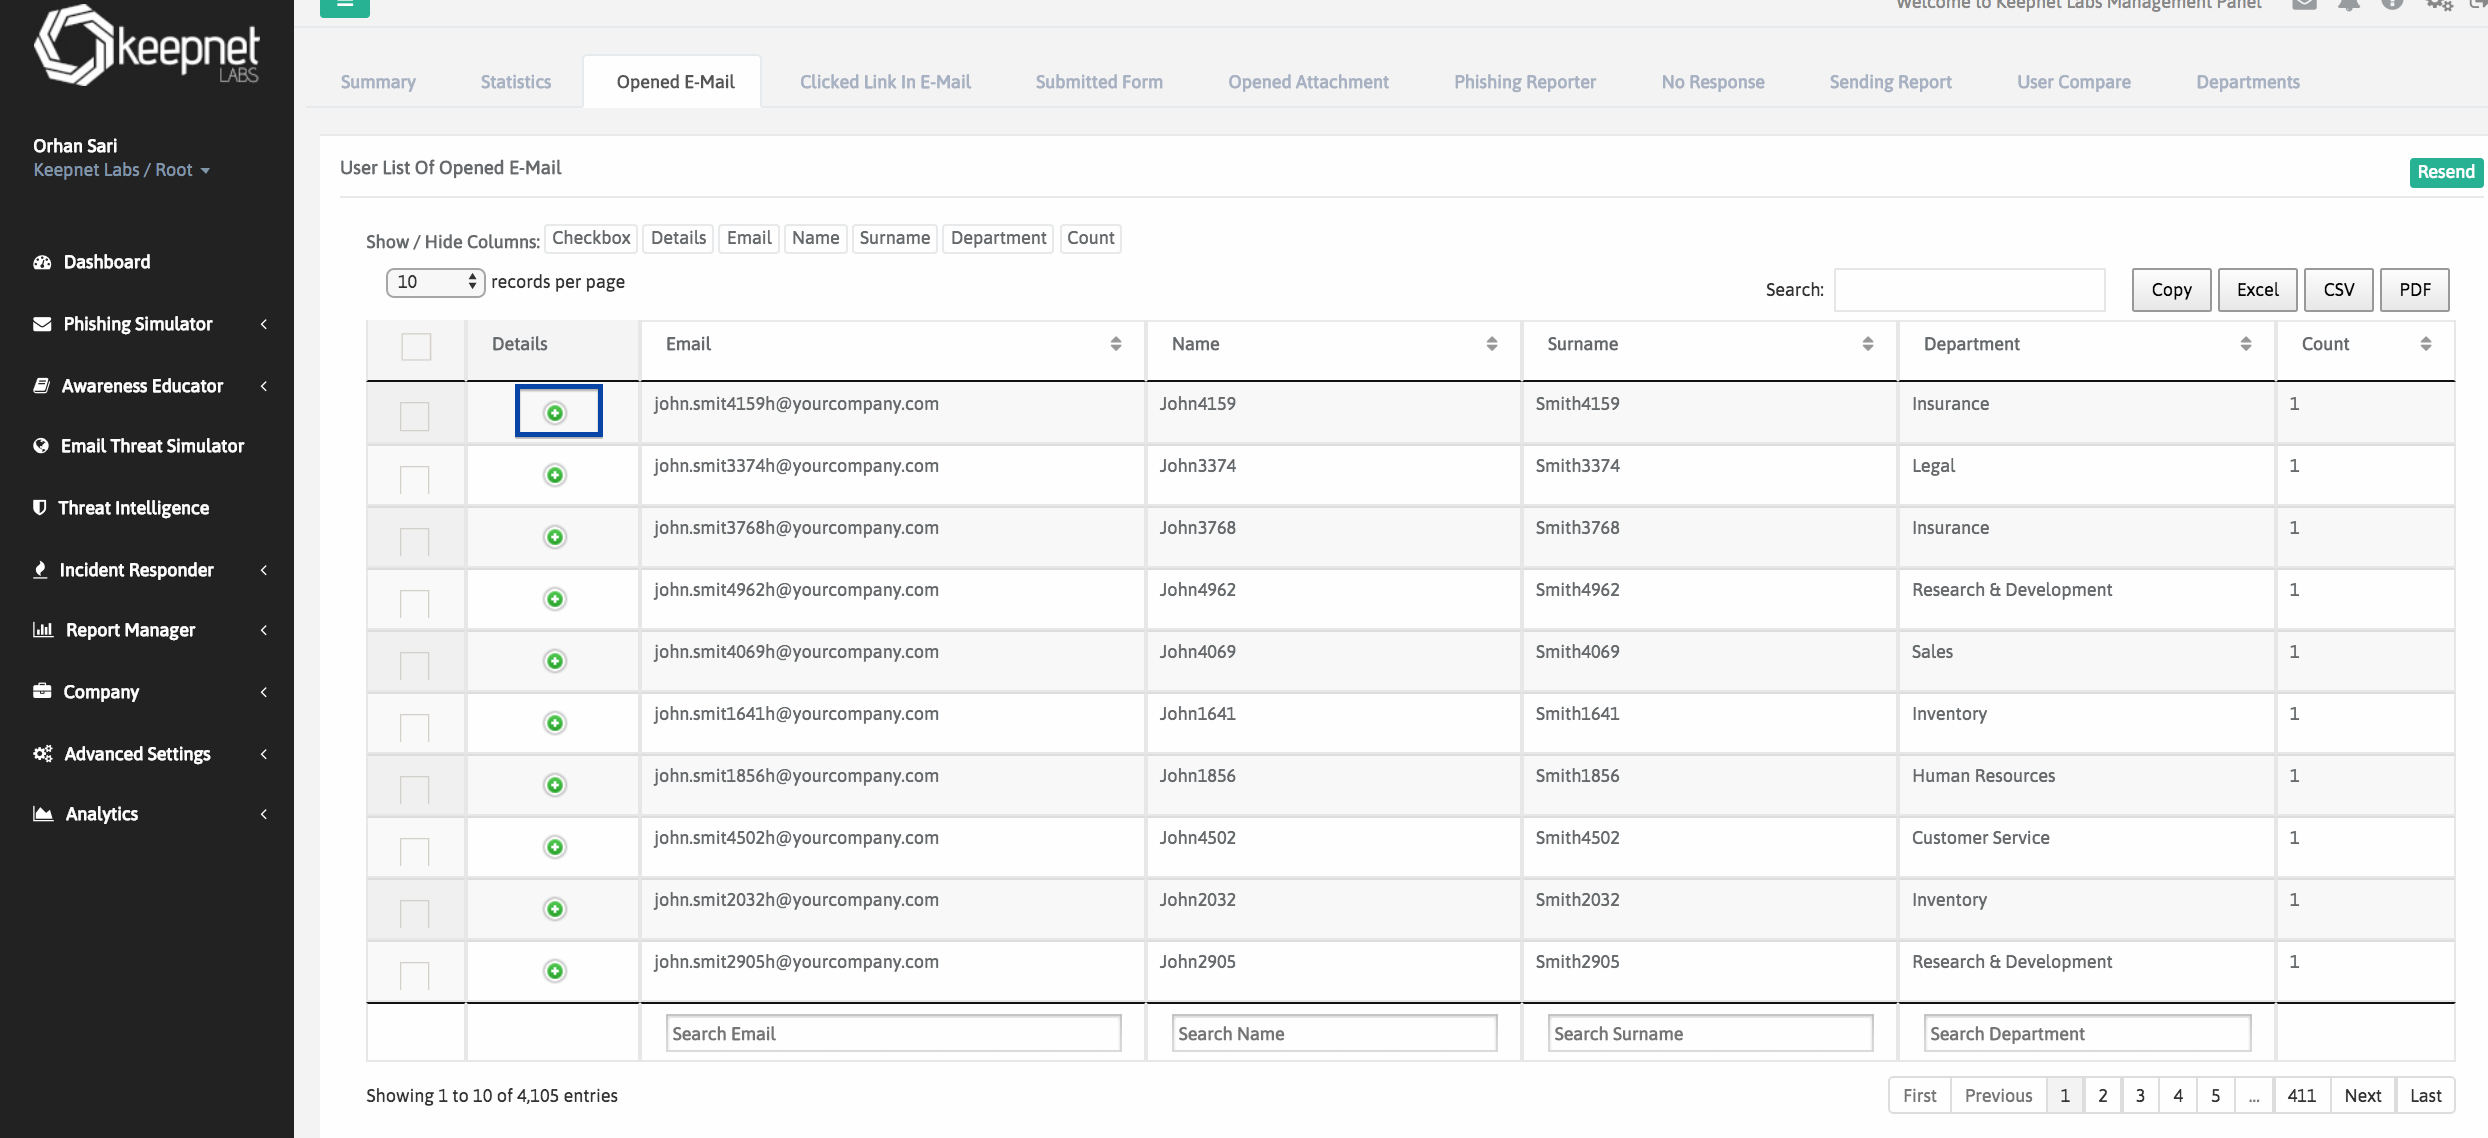 keepnet
LABS
Orhan Sari
Keepnet Labs / Root
Dashboard
Phishing Simulator
Awareness Educator
Email Threat Simulator
Threat Intelligence
Incident Responder
Report Manager
Company
Advanced Settings
Analytics
Welcome to Keepnet Labs Management Panel
Summary Statistics Opened E-Mail Clicked Link In E-Mail Submitted Form Opened Attachment Phishing Reporter No Response Sending Report User Compare Departments
User List Of Opened E-Mail
Resend
Show / Hide Columns: Checkbox Details Email Name Surname Department Count
10 records per page
Search: Copy Excel CSV PDF
Details Email Name Surname Department Count
john.smit4159h@yourcompany.com John4159 Smith4159 Insurance 1
john.smit3374h@yourcompany.com John3374 Smith3374 Legal 1
john.smit3768h@yourcompany.com John3768 Smith3768 Insurance 1
john.smit4962h@yourcompany.com John4962 Smith4962 Research & Development 1
john.smit4069h@yourcompany.com John4069 Smith4069 Sales 1
john.smit1641h@yourcompany.com John1641 Smith1641 Inventory 1
john.smit1856h@yourcompany.com John1856 Smith1856 Human Resources 1
john.smit4502h@yourcompany.com John4502 Smith4502 Customer Service 1
john.smit2032h@yourcompany.com John2032 Smith2032 Inventory 1
john.smit2905h@yourcompany.com John2905 Smith2905 Research & Development 1
Search Email Search Name Search Surname Search Department
Showing 1 to 10 of 4,105 entries
First Previous 1 2 3 4 5 ... 411 Next Last